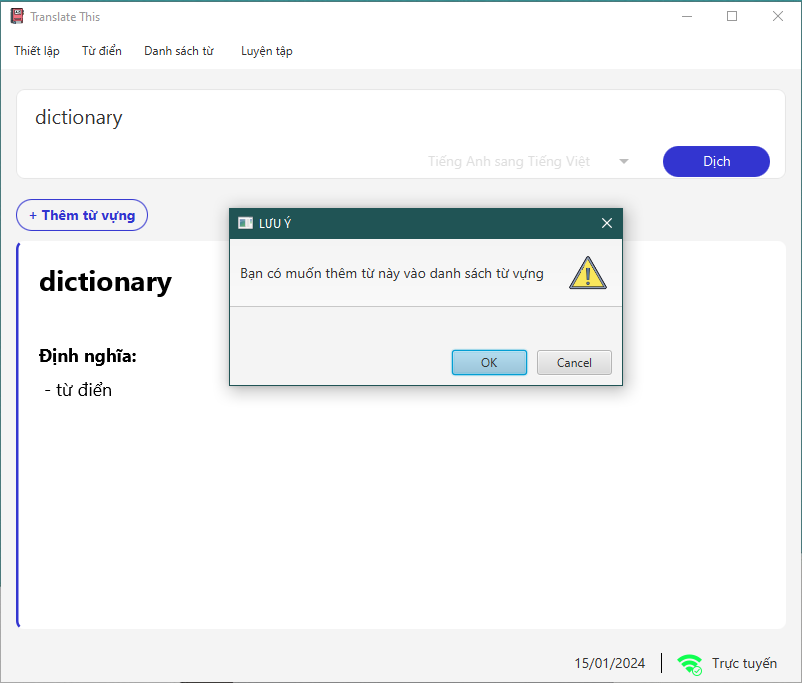 Translate This
Thiết lập Từ điển Danh sách từ Luyện tập
dictionary
Tiếng Anh sang Tiếng Việt Dịch
+ Thêm từ vựng
LƯU Ý
Bạn có muốn thêm từ này vào danh sách từ vựng
OK Cancel
dictionary
Định nghĩa:
- từ điển
15/01/2024 Trực tuyến